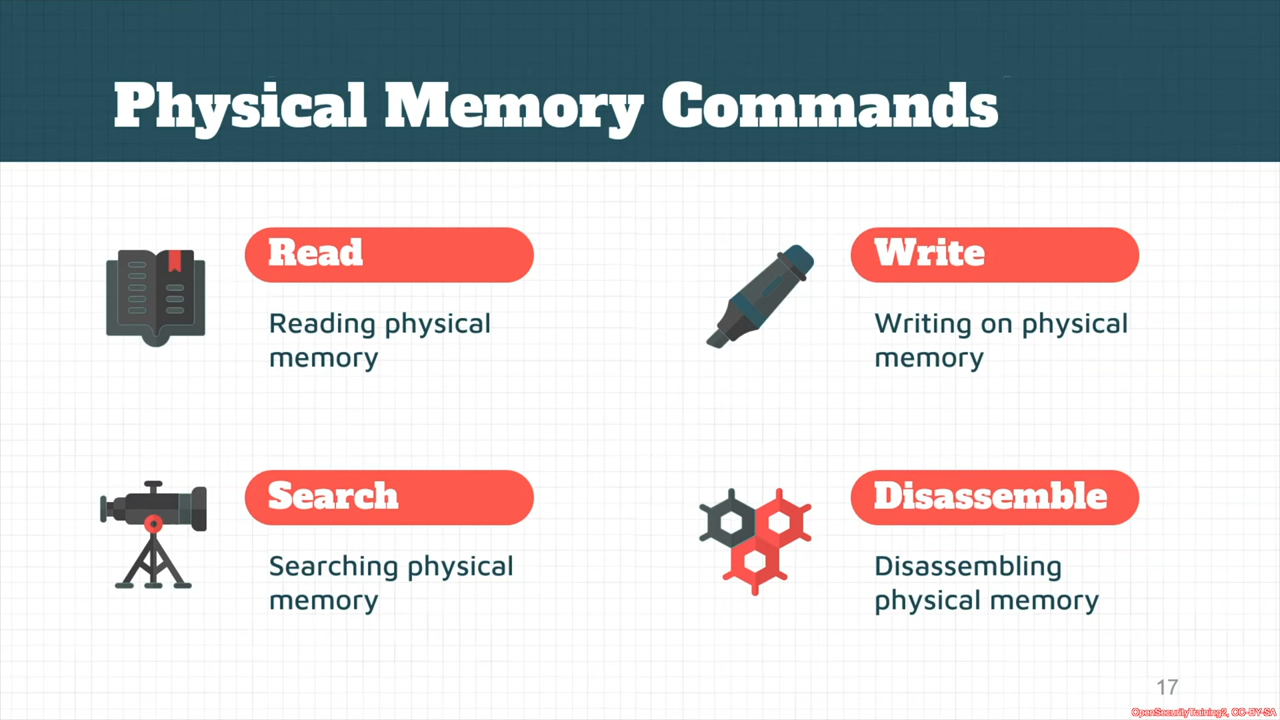 Physical Memory Commands
Read
Reading physical
memory
Write
Writing on physical
memory
Search
Searching physical
memory
Disassemble
Disassembling
physical memory
17
OpenSecurityTraining2, CC-BY-SA